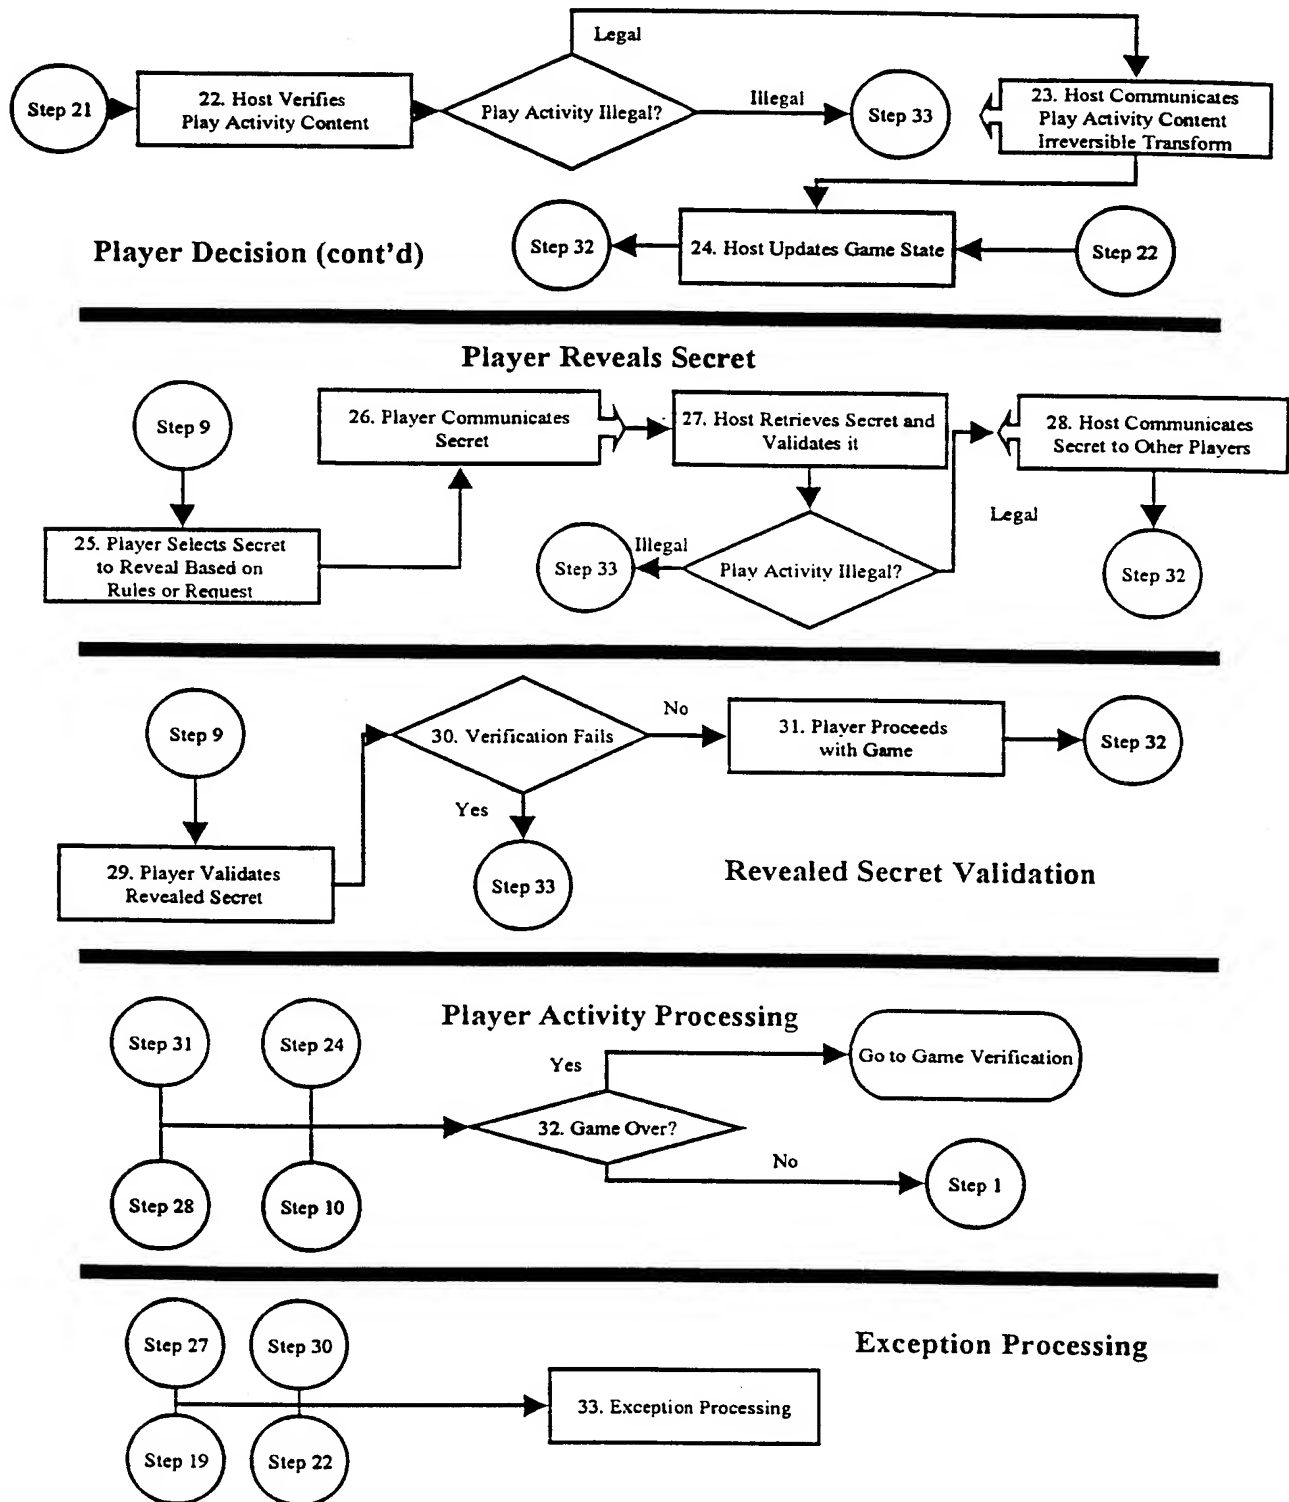 Legal
Step 21
22. Host Verifies
Play Activity Content
Play Activity Illegal?
Illegal
Step 33
23. Host Communicates
Play Activity Content
Irreversible Transform
Player Decision (cont'd)
Step 32
24. Host Updates Game State
Step 22
Player Reveals Secret
Step 9
26. Player Communicates
Secret
27. Host Retrieves Secret and
Validates it
28. Host Communicates
Secret to Other Players
Legal
25. Player Selects Secret
to Reveal Based on
Rules or Request
Illegal
Step 33
Play Activity Illegal?
Step 32
Step 9
30. Verification Fails
No
31. Player Proceeds
with Game
Step 32
Yes
29. Player Validates
Revealed Secret
Step 33
Revealed Secret Validation
Player Activity Processing
Step 31
Step 24
Yes
Go to Game Verification
32. Game Over?
No
Step 28
Step 10
Step 1
Exception Processing
Step 27
Step 30
33. Exception Processing
Step 19
Step 22